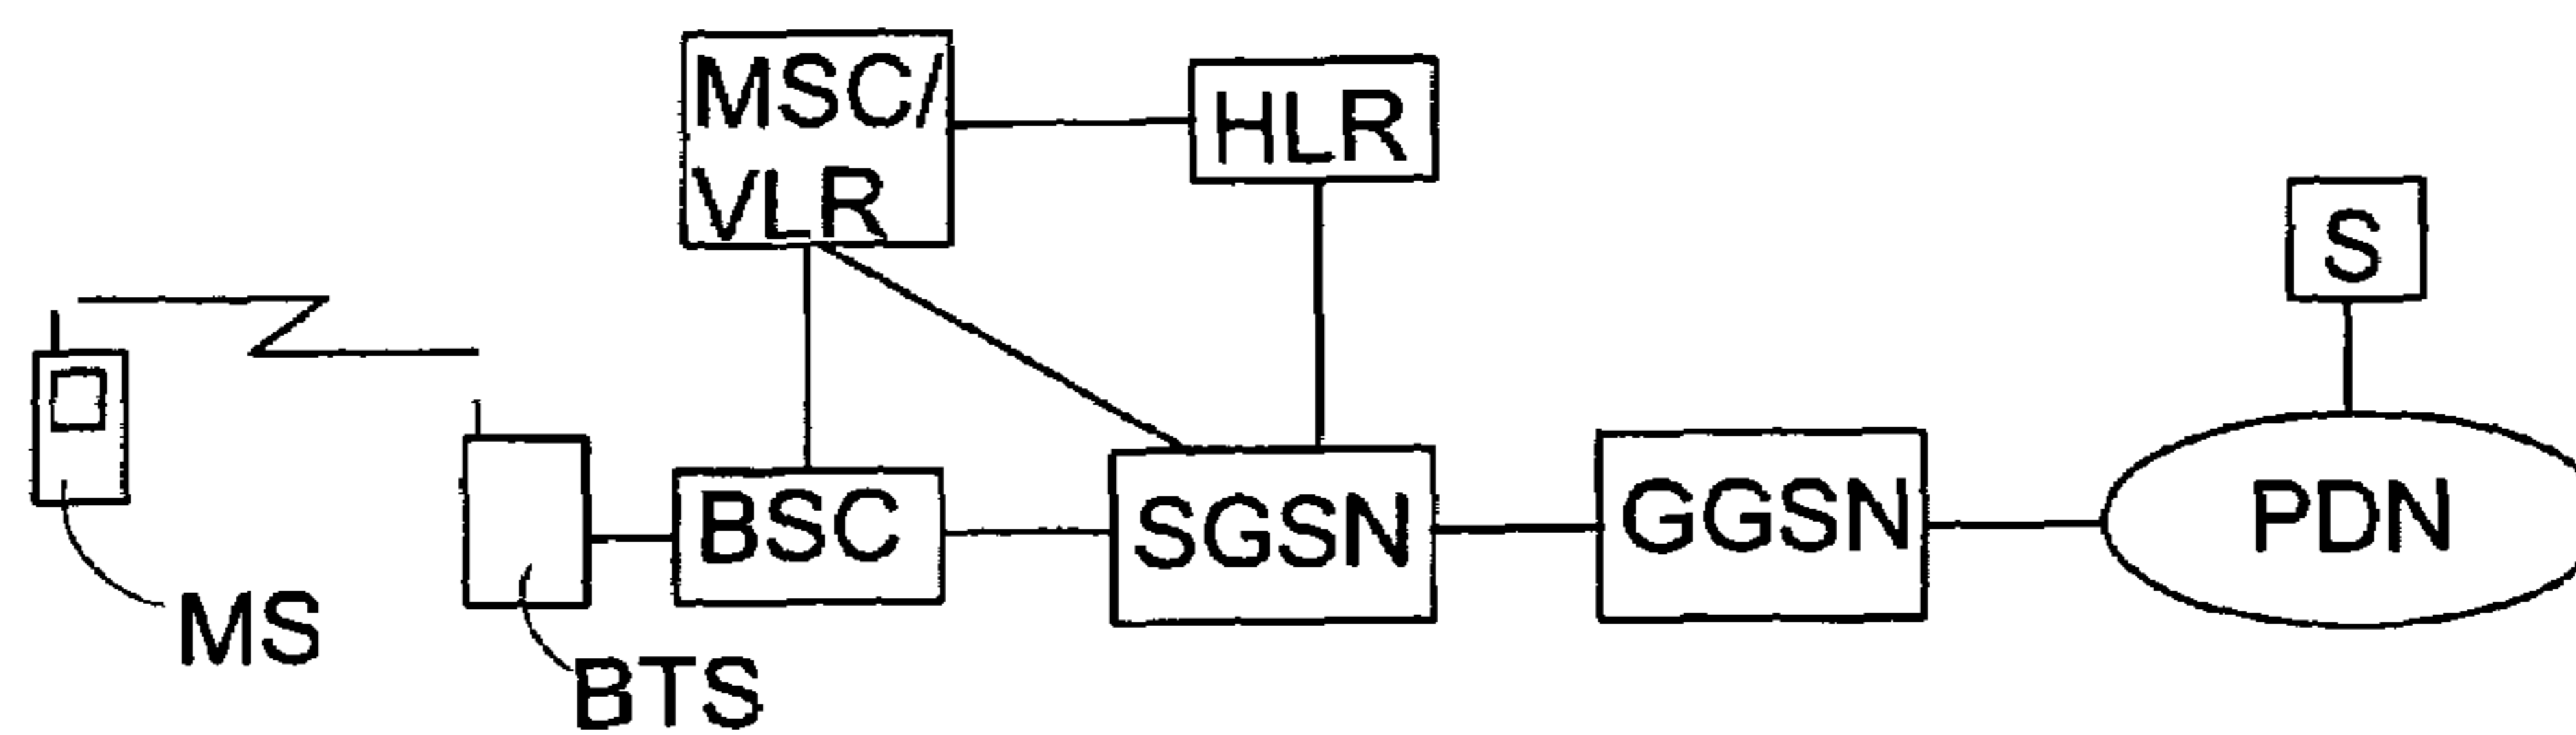 MSC/
VLR
HLR
S
BSC
SGSN
GGSN
PDN
MS
BTS